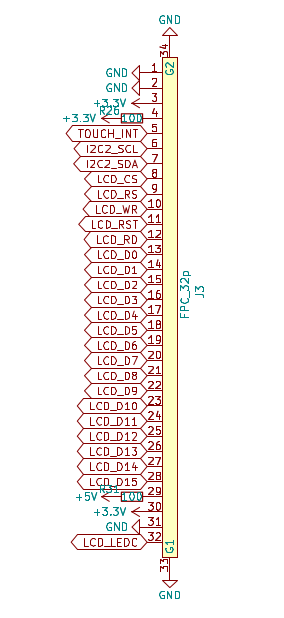 GND
34
G2
GND 1
GND 2
+3.3V 3
R26
+3.3V 100 4
TOUCH_INT 5
I2C2_SCL 6
I2C2_SDA 7
LCD_CS 8
LCD_RS 9
LCD_WR 10
LCD_RST 11
LCD_RD 12
LCD_D0 13
LCD_D1 14
LCD_D2 15
LCD_D3 16
LCD_D4 17
LCD_D5 18
LCD_D6 19
LCD_D7 20
LCD_D8 21
LCD_D9 22
LCD_D10 23
LCD_D11 24
LCD_D12 25
LCD_D13 26
LCD_D14 27
LCD_D15 28
R31
+5V 100 29
+3.3V 30
GND 31
LCD_LEDC 32
G1
33
GND
FPC_32p
J3